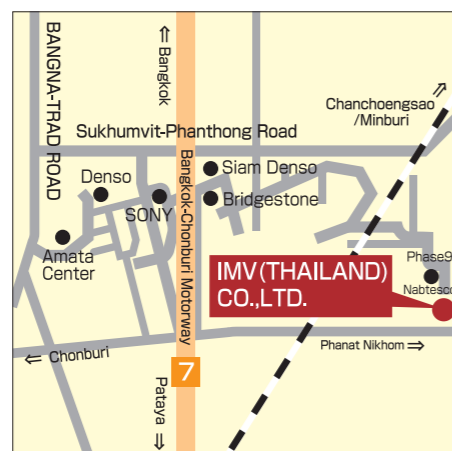 ⇐ Bangkok
BANGNA-TRAD ROAD
Chanchoengsao ⇒
/Minburi
Sukhumvit-Phanthong Road
Bangkok-Chonburi Motorway
Denso
Siam Denso
SONY
Bridgestone
Amata
Center
Phase9
Nabtesco
IMV(THAILAND)
CO.,LTD.
⇐ Chonburi
Phanat Nikhom ⇒
7
Pataya ⇒